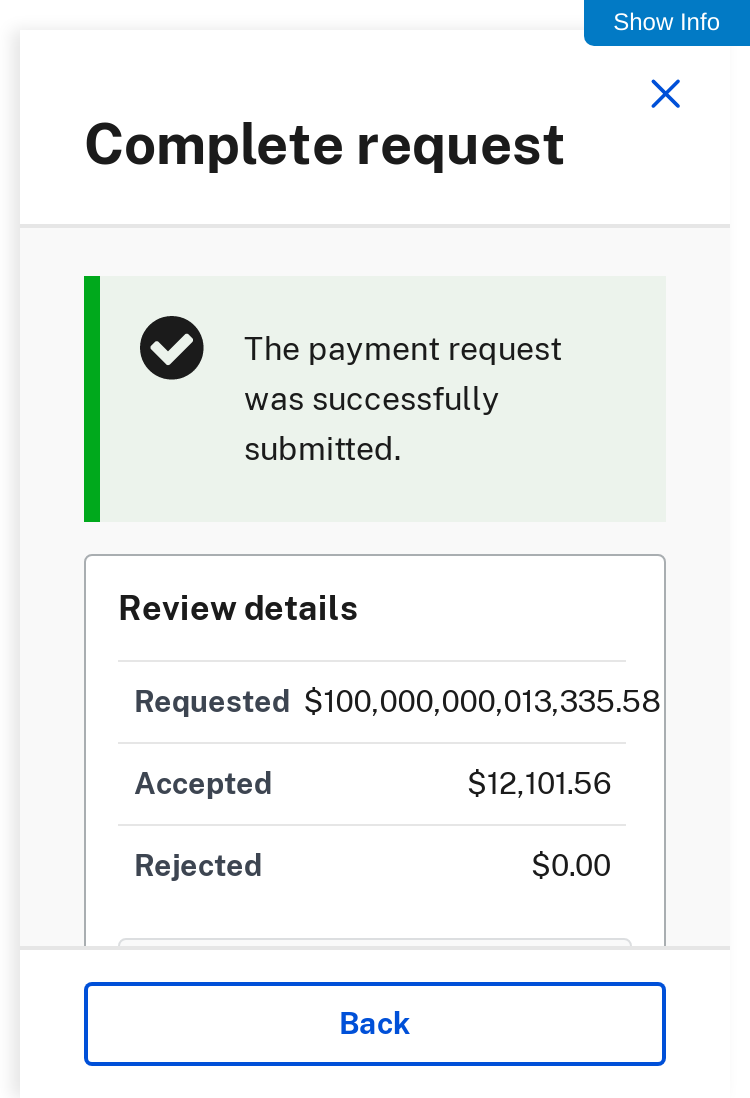 Show Info
Complete request
The payment request
was successfully
submitted.
Review details
Requested $100,000,000,013,335.58
Accepted $12,101.56
Rejected $0.00
Back